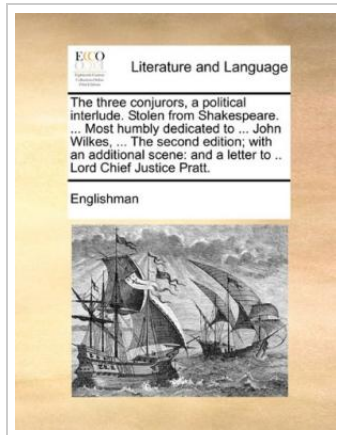 ECCO
Literature and Language
The three conjurors, a political
interlude. Stolen from Shakespeare.
... Most humbly dedicated to ... John
Wilkes, ... The second edition; with
an additional scene: and a letter to ..
Lord Chief Justice Pratt.
Englishman